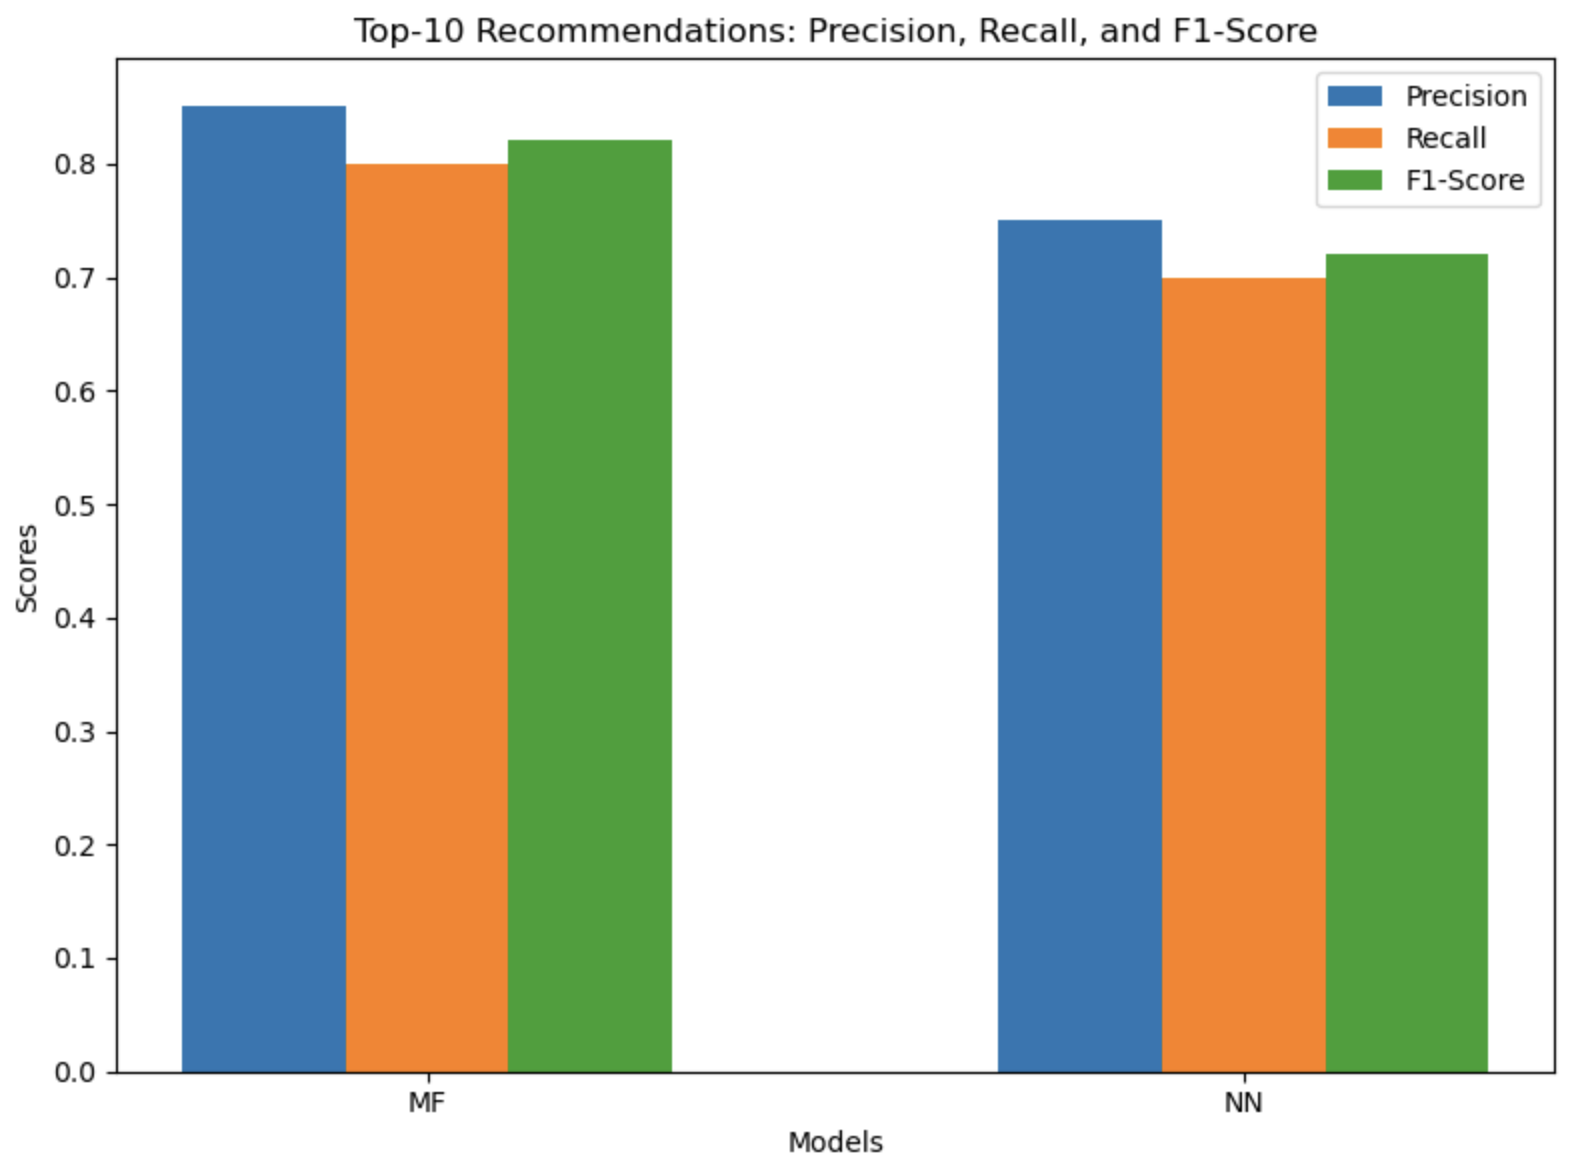 Top-10 Recommendations: Precision, Recall, and F1-Score
Precision
Recall
F1-Score
0.8
0.7
0.6
0.5
0.4
0.3
0.2
0.1
0.0
Scores
MF
NN
Models